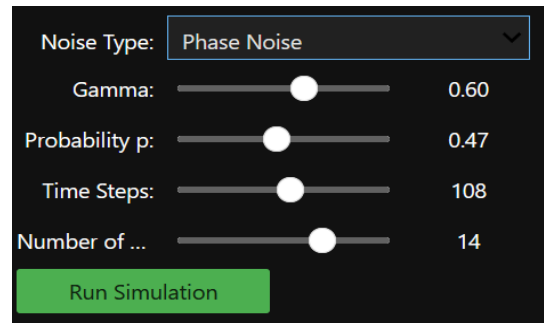 Noise Type: Phase Noise
Gamma: 0.60
Probability p: 0.47
Time Steps: 108
Number of ... 14
Run Simulation